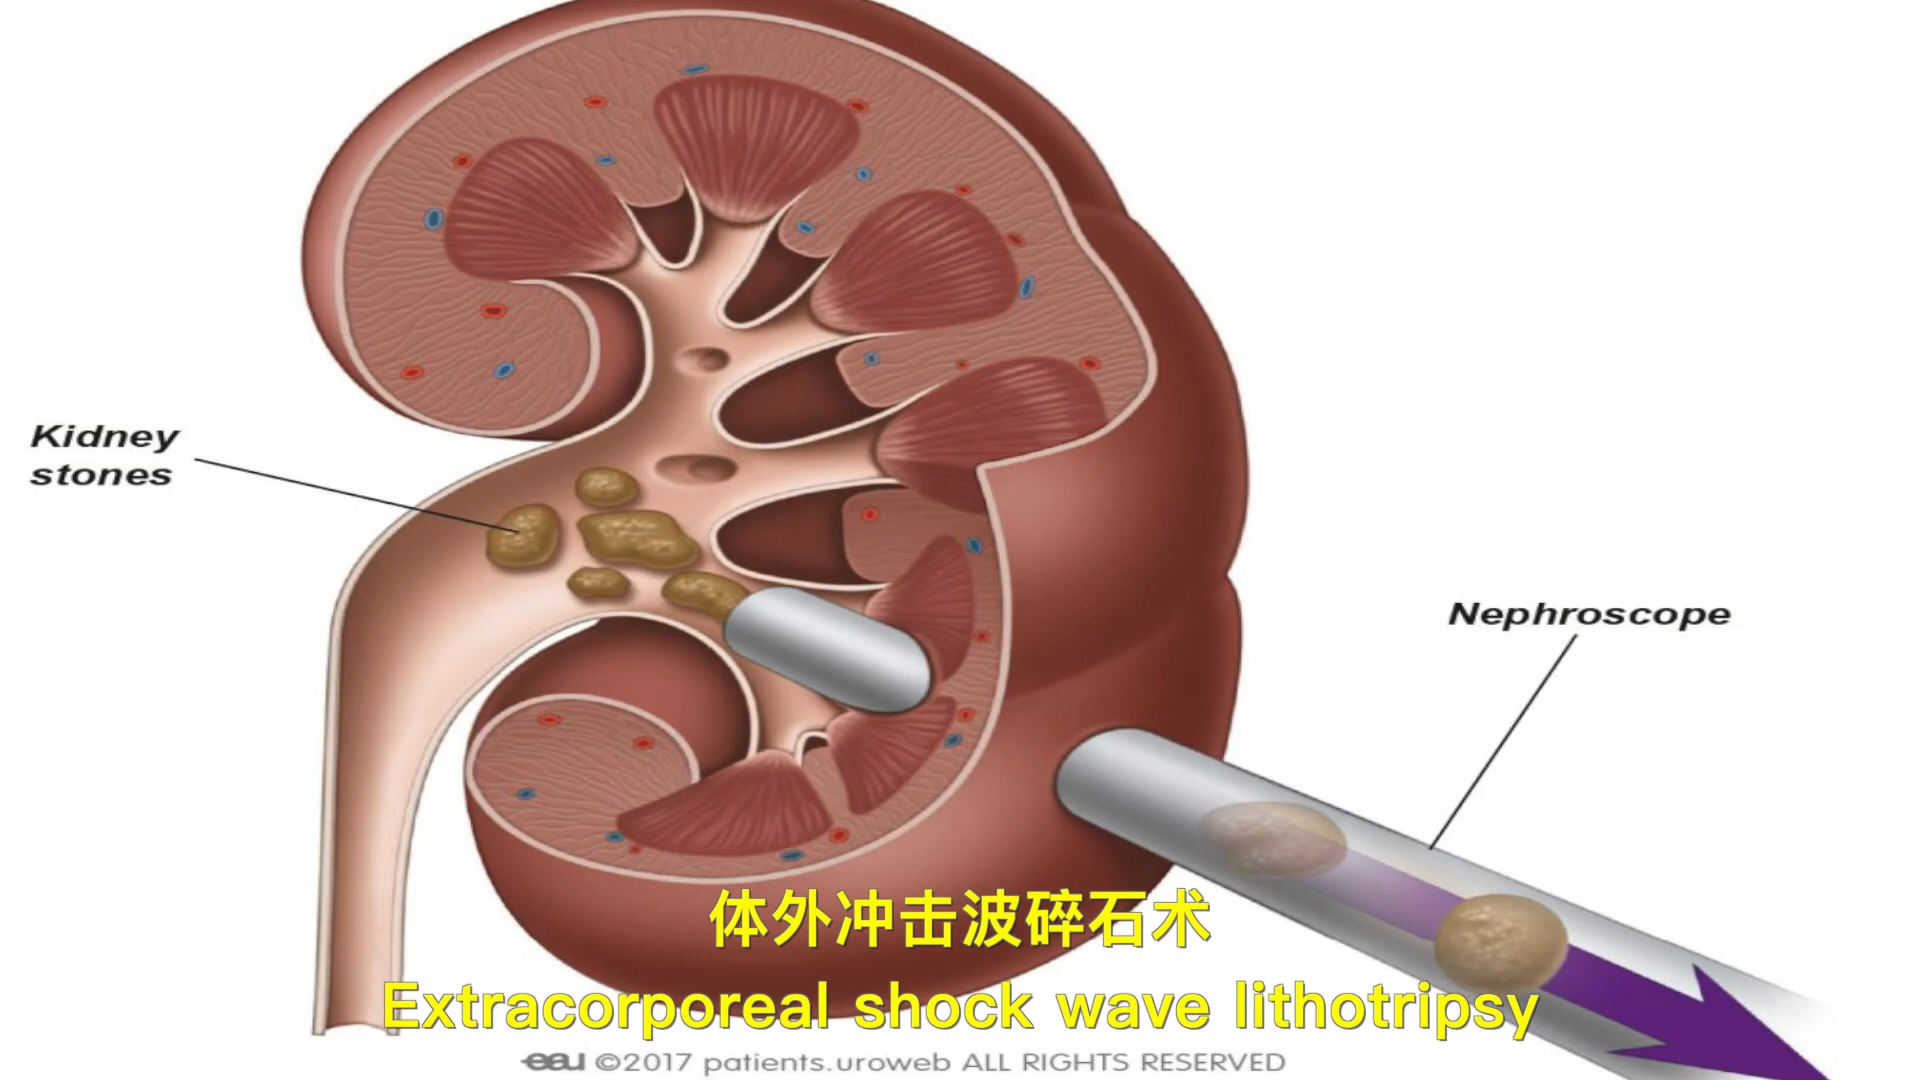 Kidney
stones
Nephroscope
体外冲击波碎石术
Extracorporeal shock wave lithotripsy
eau ©2017 patients.uroweb ALL RIGHTS RESERVED